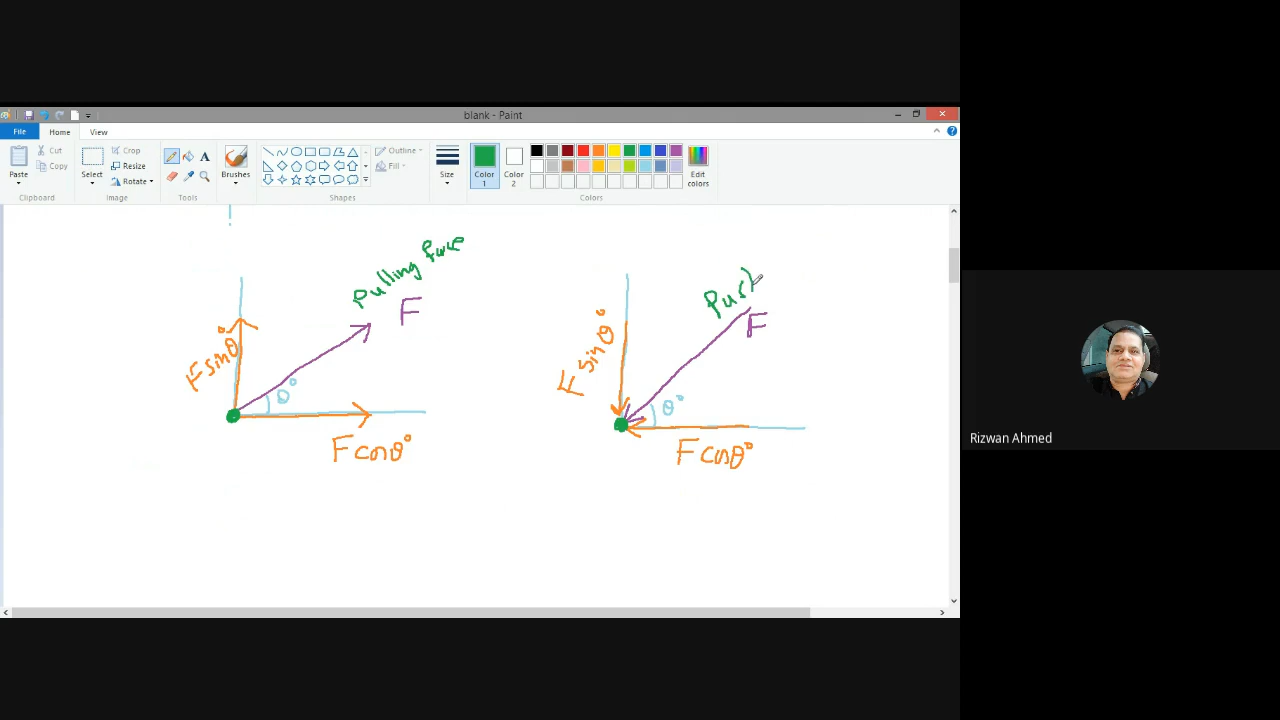 blank - Paint
File
Home
View
Paste
Cut
Copy
Clipboard
Select
Crop
Resize
Rotate
Image
A
Tools
Brushes
Outline
Fill
Shapes
Size
Color 1
Color 2
Edit colors
Colors
Pulling force
F
F sinθ°
θ°
F cosθ°
Push
F
F sinθ°
θ°
F cosθ°
Rizwan Ahmed